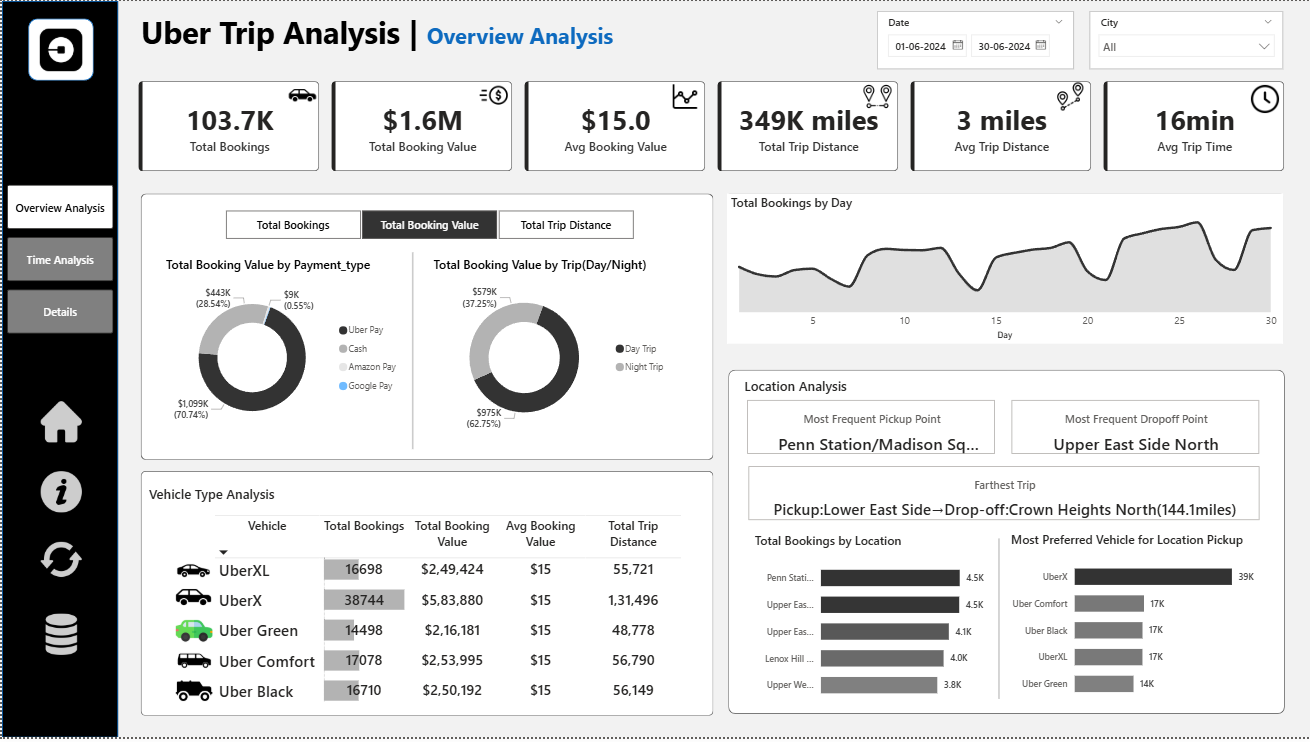 Uber Trip Analysis | Overview Analysis
Date
01-06-2024 30-06-2024
City
All
103.7K
Total Bookings
$1.6M
Total Booking Value
$15.0
Avg Booking Value
349K miles
Total Trip Distance
3 miles
Avg Trip Distance
16min
Avg Trip Time
Overview Analysis
Time Analysis
Details
Total Bookings Total Booking Value Total Trip Distance
Total Booking Value by Payment_type
$443K
(28.54%)
$9K
(0.55%)
$1,099K
(70.74%)
Uber Pay
Cash
Amazon Pay
Google Pay
Total Booking Value by Trip(Day/Night)
$579K
(37.25%)
$975K
(62.75%)
Day Trip
Night Trip
Total Bookings by Day
5 10 15 20 25 30
Day
Vehicle Type Analysis
Vehicle Total Bookings Total Booking Value Avg Booking Value Total Trip Distance
UberXL 16698 $2,49,424 $15 55,721
UberX 38744 $5,83,880 $15 1,31,496
Uber Green 14498 $2,16,181 $15 48,778
Uber Comfort 17078 $2,53,995 $15 56,790
Uber Black 16710 $2,50,192 $15 56,149
Location Analysis
Most Frequent Pickup Point
Penn Station/Madison Sq...
Most Frequent Dropoff Point
Upper East Side North
Farthest Trip
Pickup:Lower East Side→Drop-off:Crown Heights North(144.1miles)
Total Bookings by Location
Penn Stati... 4.5K
Upper Eas... 4.5K
Upper Eas... 4.1K
Lenox Hill ... 4.0K
Upper We... 3.8K
Most Preferred Vehicle for Location Pickup
UberX 39K
Uber Comfort 17K
Uber Black 17K
UberXL 17K
Uber Green 14K